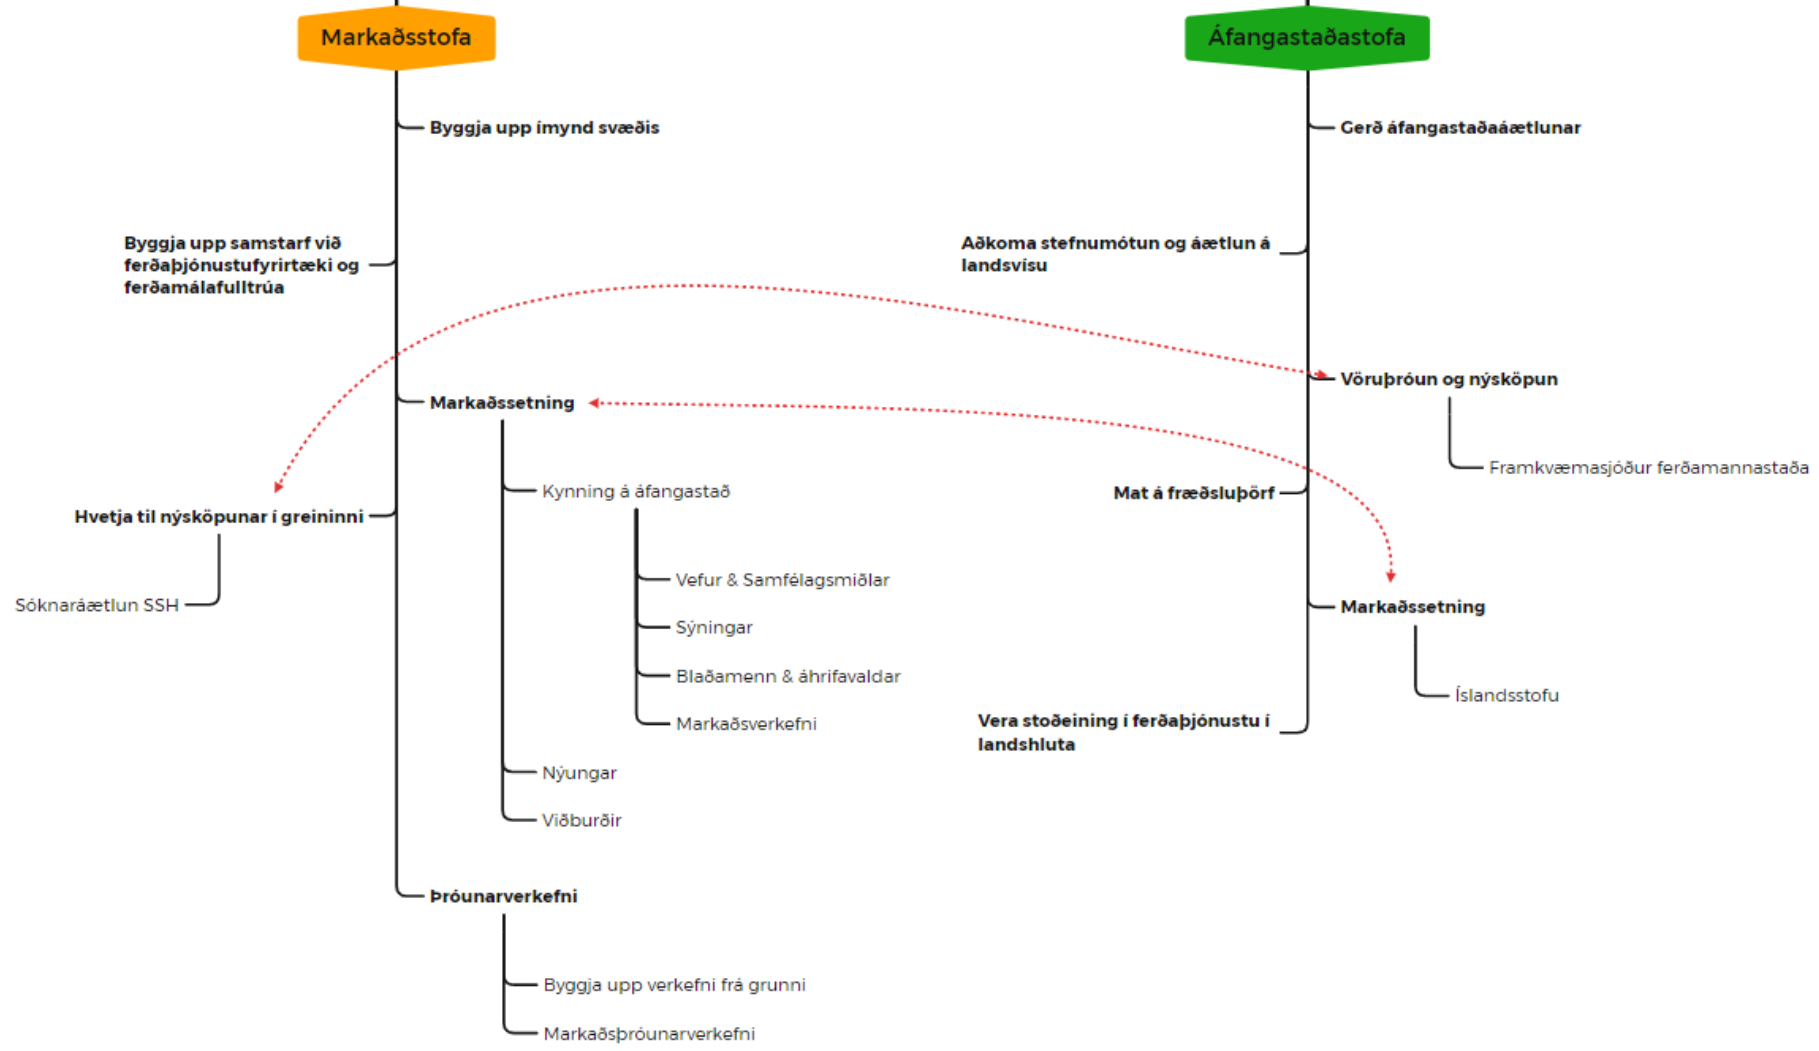 Markaðsstofa
Byggja upp ímynd svæðis
Byggja upp samstarf við
ferðaþjónustufyrirtæki og
ferðamálafulltrúa
Markaðssetning
Kynning á áfangastað
Hvetja til nýsköpunar í greininni
Sóknaráætlun SSH
Vefur & Samfélagsmiðlar
Sýningar
Blaðamenn & áhrifavaldar
Markaðsverkefni
Nýungar
Viðburðir
Þróunarverkefni
Byggja upp verkefni frá grunni
Markaðsþróunarverkefni
Áfangastaðastofa
Gerð áfangastaðaáætlunar
Aðkoma stefnumótun og áætlun á
landsvísu
Vöruþróun og nýsköpun
Framkvæmasjóður ferðamannastaða
Mat á fræðsluþörf
Markaðssetning
Íslandsstofu
Vera stoðeining í ferðaþjónustu í
landshluta